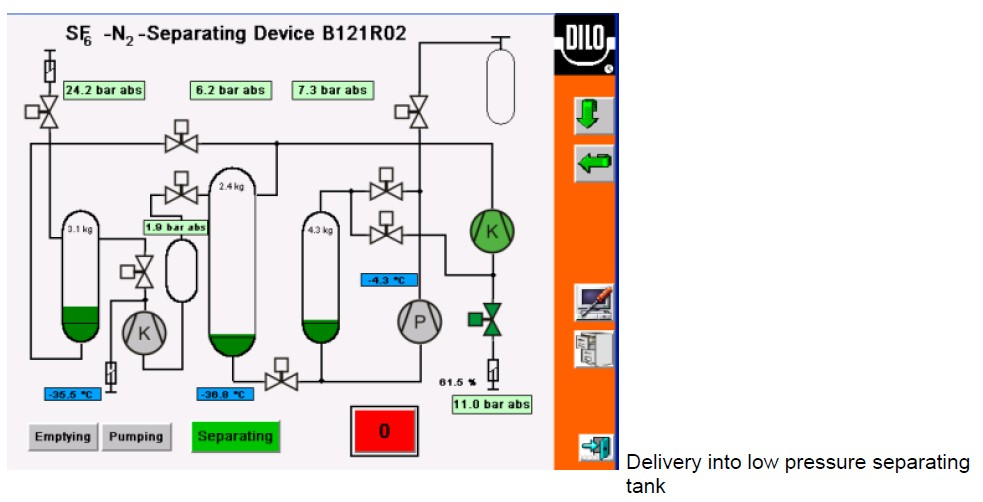 SF6 -N2 -Separating Device B121R02
DILO
24.2 bar abs
6.2 bar abs
7.3 bar abs
2.4 kg
3.1 kg
1.9 bar abs
4.3 kg
K
-4.3 °C
K
P
61.5 %
-35.5 °C
-36.8 °C
11.0 bar abs
Emptying
Pumping
Separating
0
Delivery into low pressure separating
tank